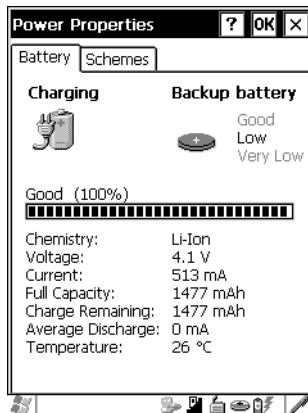 Power Properties ? OK ×
Battery Schemes
Charging Backup battery
Good
Low
Very Low
Good (100%)
Chemistry: Li-Ion
Voltage: 4.1 V
Current: 513 mA
Full Capacity: 1477 mAh
Charge Remaining: 1477 mAh
Average Discharge: 0 mA
Temperature: 26 °C